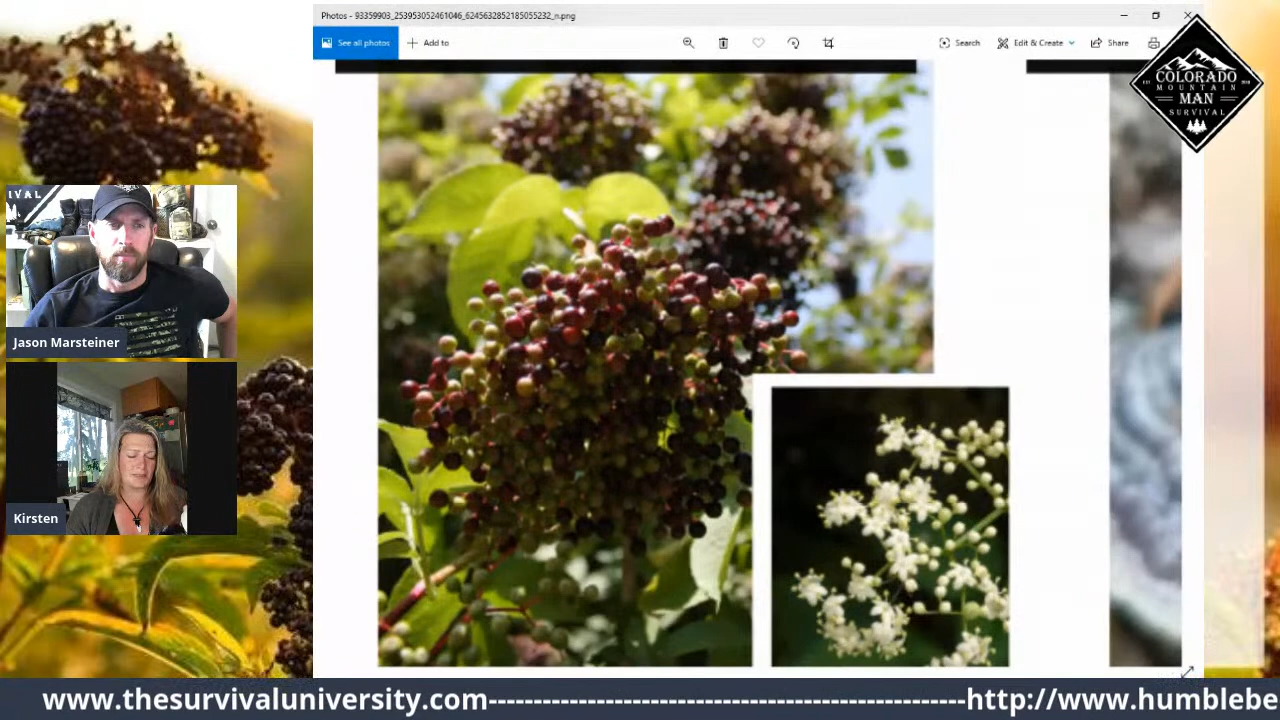 Photos - 93359903_253953052461046_6245632852185055232_n.png
See all photos
Add to
Search
Edit & Create
Share
COLORADO
MOUNTAIN
MAN
SURVIVAL
IVAL
Jason Marsteiner
Kirsten
www.thesurvivaluniversity.com------------------------------------------------------http://www.humblebe